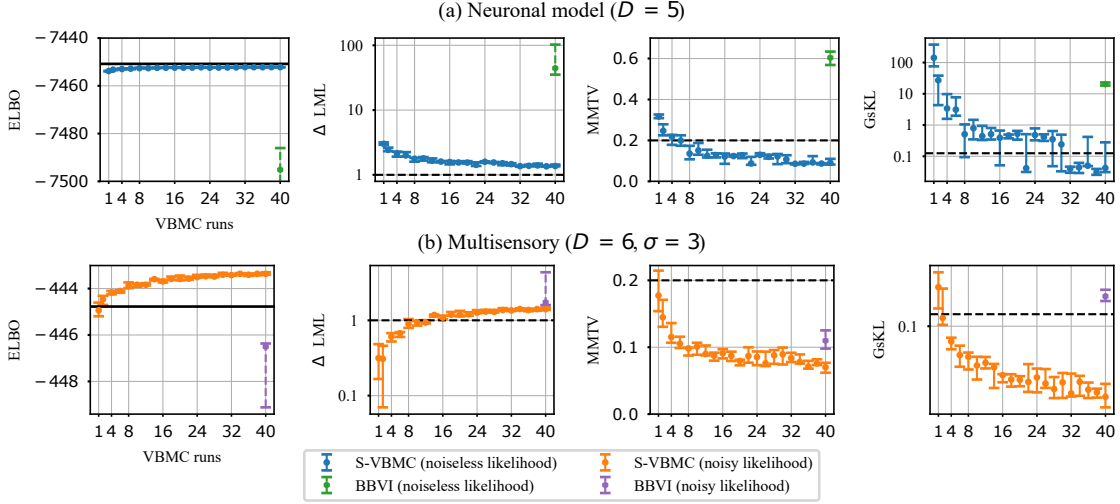 (a) Neuronal model (D = 5)
−7440
−7460
−7480
−7500
ELBO
1 4 8 16 24 32 40
VBMC runs
100
10
1
Δ LML
1 4 8 16 24 32 40
0.6
0.4
0.2
0.0
MMTV
1 4 8 16 24 32 40
100
10
1
0.1
GsKL
1 4 8 16 24 32 40
(b) Multisensory (D = 6, σ = 3)
−444
−446
−448
ELBO
1 4 8 16 24 32 40
VBMC runs
1
0.1
Δ LML
1 4 8 16 24 32 40
0.2
0.1
0.0
MMTV
1 4 8 16 24 32 40
0.1
GsKL
1 4 8 16 24 32 40
S-VBMC (noiseless likelihood)
BBVI (noiseless likelihood)
S-VBMC (noisy likelihood)
BBVI (noisy likelihood)